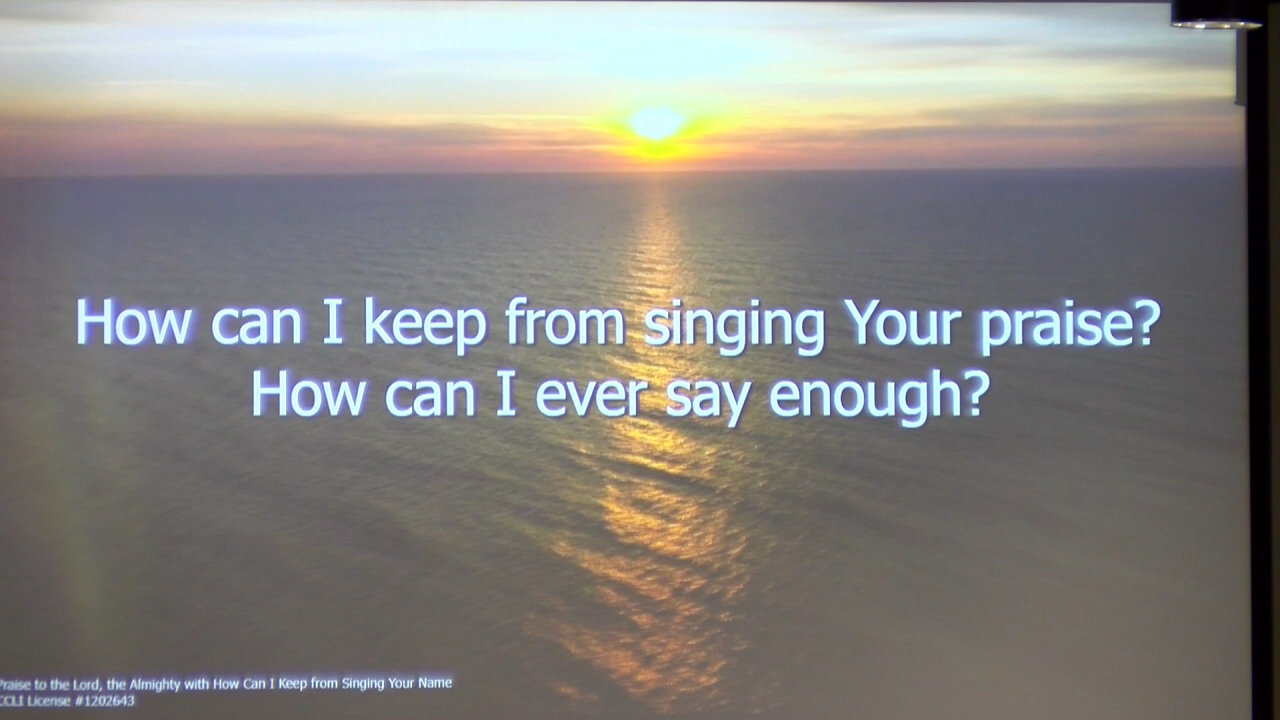 How can I keep from singing Your praise?
How can I ever say enough?
Praise to the Lord, the Almighty with How Can I Keep from Singing Your Name
CCLI License #1202643